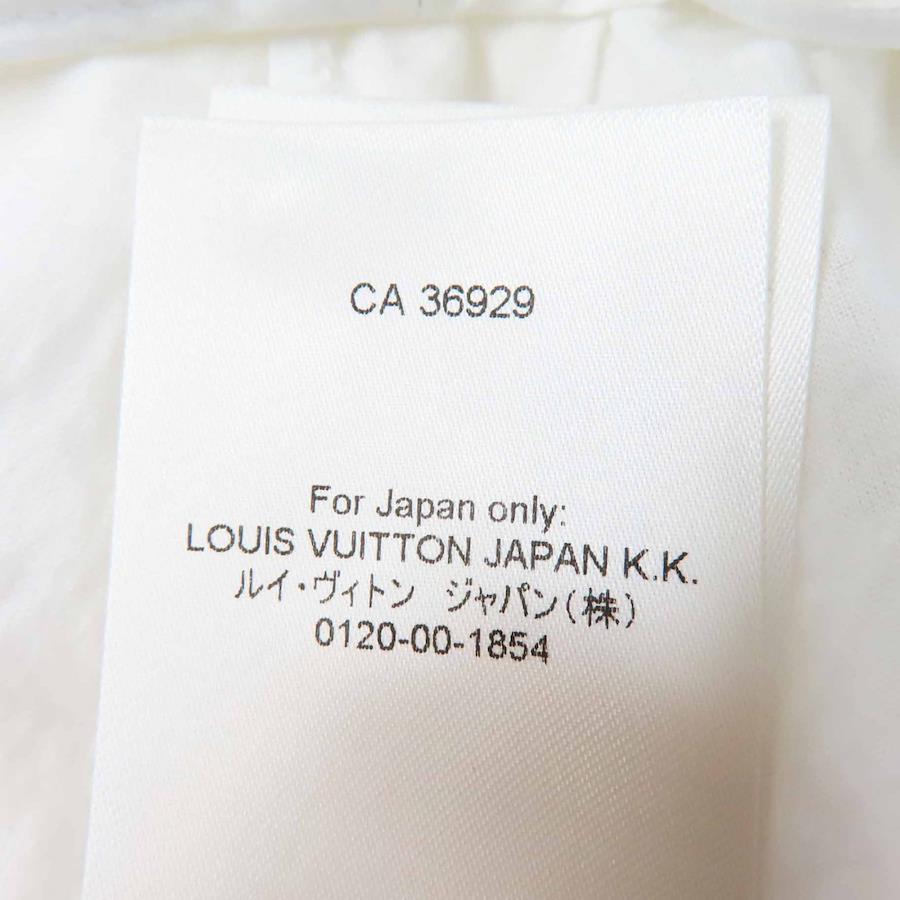 CA 36929
For Japan only:
LOUIS VUITTON JAPAN K.K.
ルイ・ヴィトン ジャパン(株)
0120-00-1854